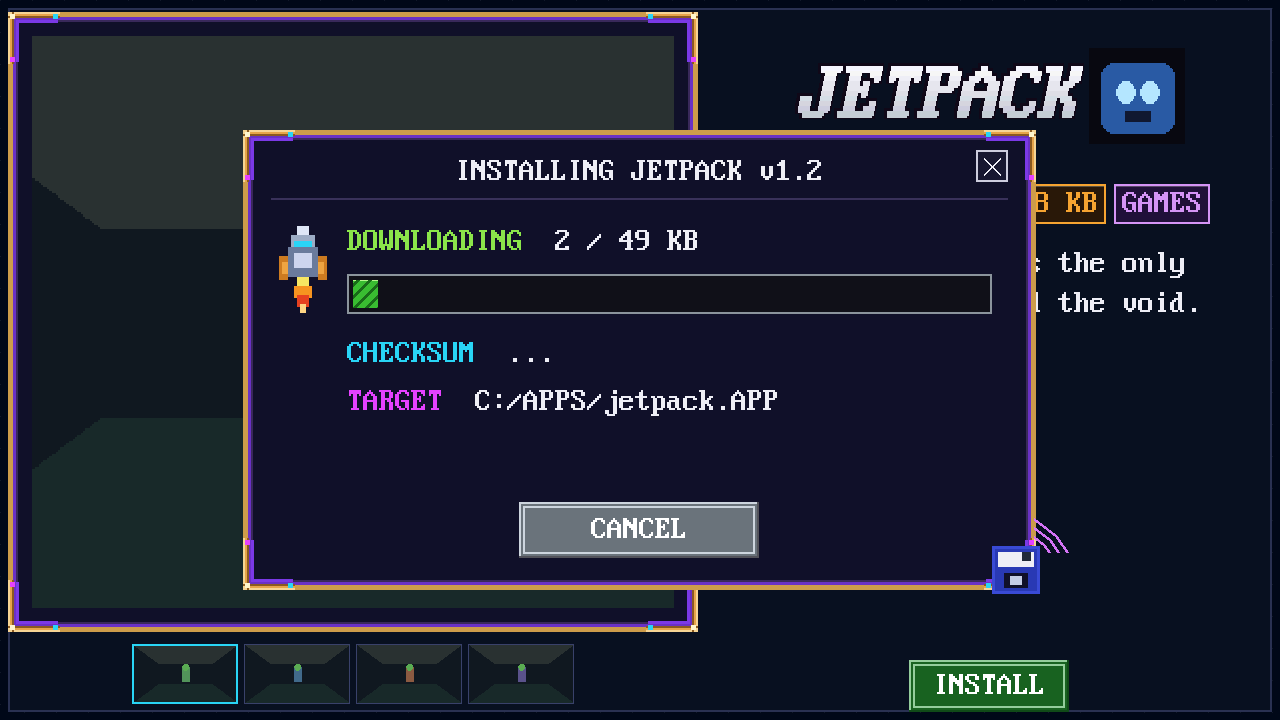 JETPACK
INSTALLING JETPACK v1.2
KB
GAMES
DOWNLOADING 2 / 49 KB
the only
the void.
CHECKSUM ...
TARGET C:/APPS/jetpack.APP
CANCEL
INSTALL